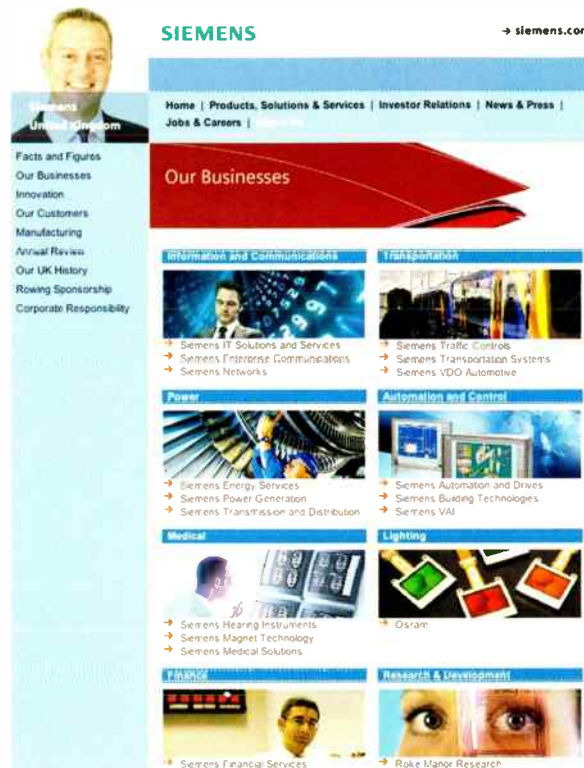 SIEMENS
→ siemens.com
Siemens
United Kingdom
Home | Products, Solutions & Services | Investor Relations | News & Press |
Jobs & Careers |
Facts and Figures
Our Businesses
Innovation
Our Customers
Manufacturing
Annual Review
Our UK History
Rowing Sponsorship
Corporate Responsibility
Our Businesses
Information and Communications
→ Siemens IT Solutions and Services
→ Siemens Enterprise Communications
→ Siemens Networks
Transportation
→ Siemens Traffic Controls
→ Siemens Transportation Systems
→ Siemens VDO Automotive
Power
→ Siemens Energy Services
→ Siemens Power Generation
→ Siemens Transmission and Distribution
Automation and Control
→ Siemens Automation and Drives
→ Siemens Building Technologies
→ Siemens VAI
Medical
→ Siemens Hearing Instruments
→ Siemens Magnet Technology
→ Siemens Medical Solutions
Lighting
→ Osram
Finance
→ Siemens Financial Services
Research & Development
→ Roke Manor Research